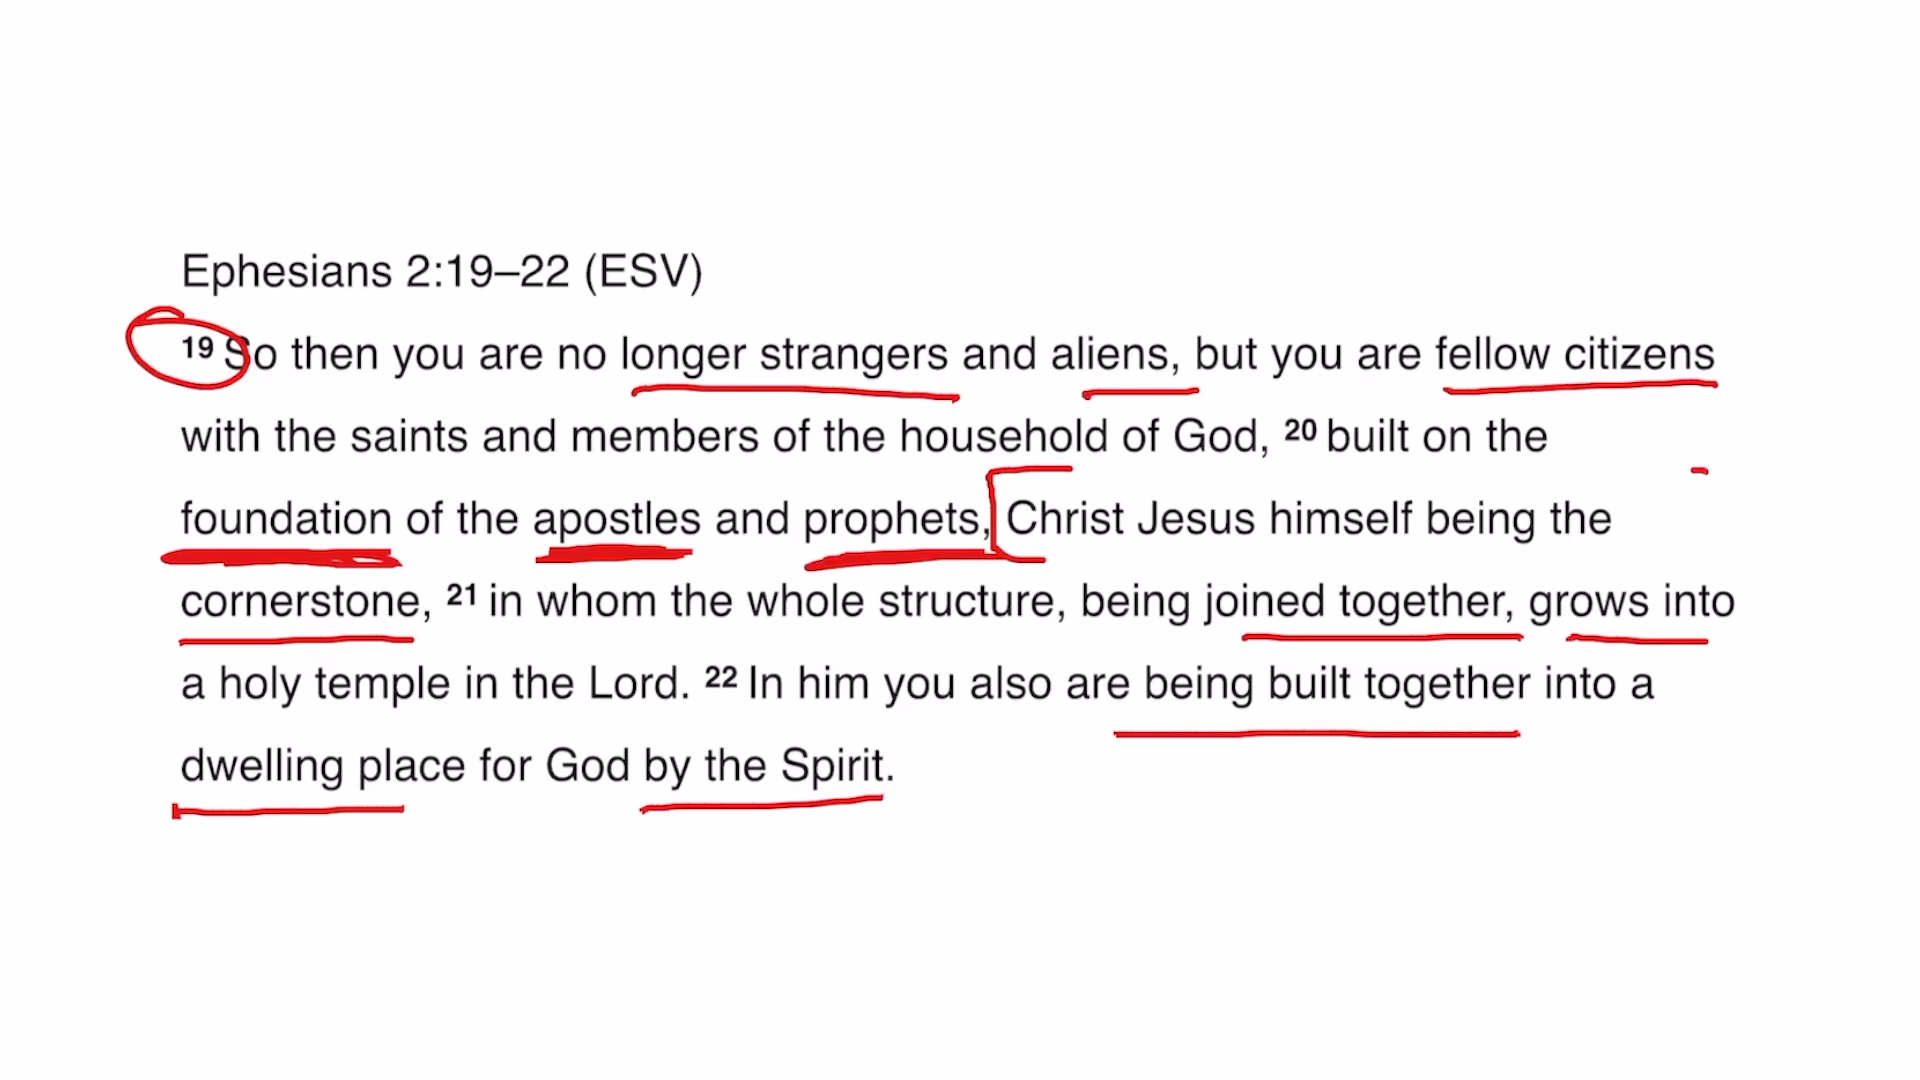 Ephesians 2:19–22 (ESV)
19 So then you are no longer strangers and aliens, but you are fellow citizens
with the saints and members of the household of God, 20 built on the
foundation of the apostles and prophets, Christ Jesus himself being the
cornerstone, 21 in whom the whole structure, being joined together, grows into
a holy temple in the Lord. 22 In him you also are being built together into a
dwelling place for God by the Spirit.